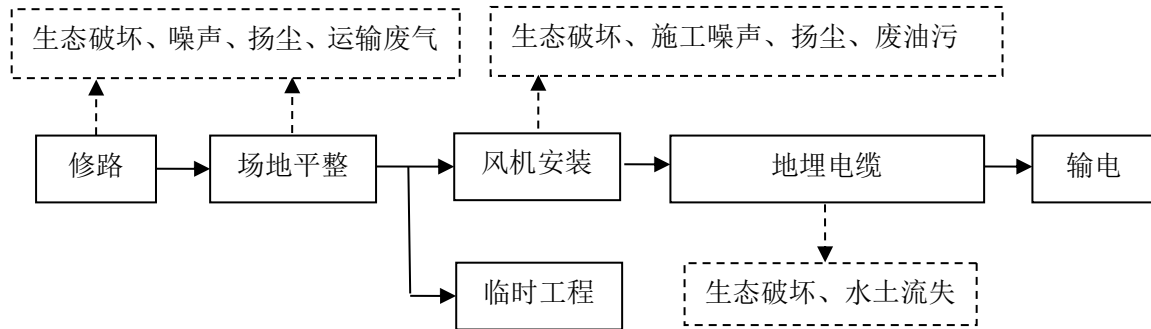 生态破坏、噪声、扬尘、运输废气
生态破坏、施工噪声、扬尘、废油污
修路
场地平整
风机安装
地埋电缆
输电
临时工程
生态破坏、水土流失